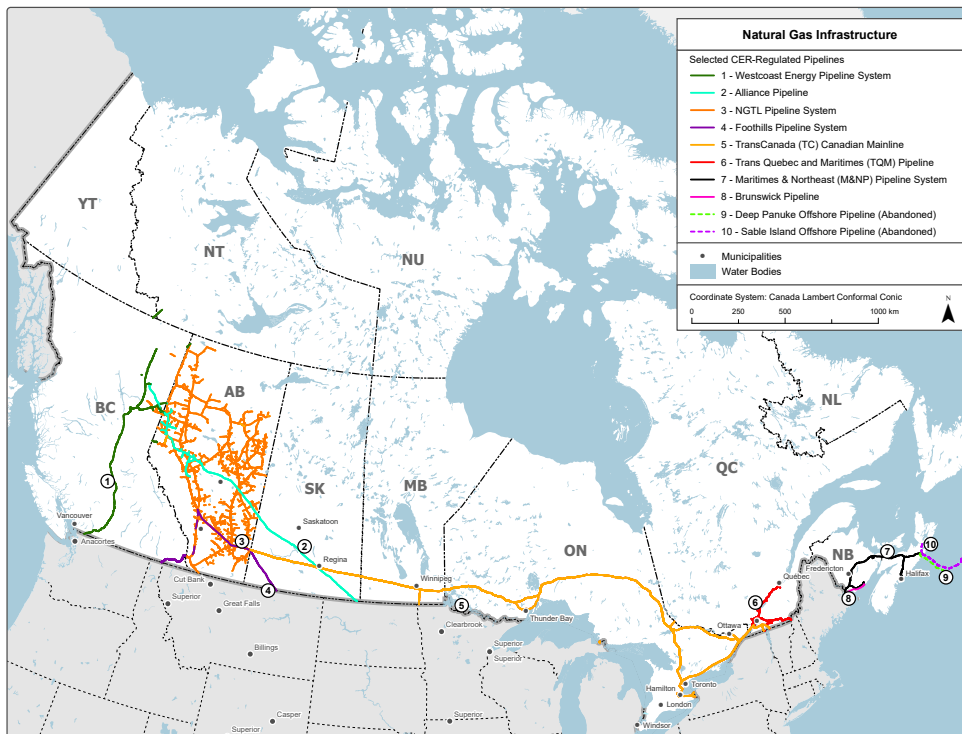 Natural Gas Infrastructure
Selected CER-Regulated Pipelines
1 - Westcoast Energy Pipeline System
2 - Alliance Pipeline
3 - NGTL Pipeline System
4 - Foothills Pipeline System
5 - TransCanada (TC) Canadian Mainline
6 - Trans Quebec and Maritimes (TQM) Pipeline
7 - Maritimes & Northeast (M&NP) Pipeline System
8 - Brunswick Pipeline
9 - Deep Panuke Offshore Pipeline (Abandoned)
10 - Sable Island Offshore Pipeline (Abandoned)
Municipalities
Water Bodies
Coordinate System: Canada Lambert Conformal Conic
N
0 250 500 1000 km
YT
NT
NU
BC
AB
SK
MB
ON
QC
NL
NB
1
2
3
4
5
6
7
8
9
10
Vancouver
Anacortes
Saskatoon
Regina
Winnipeg
Cut Bank
Superior
Great Falls
Billings
Casper
Superior
Clearbrook
Superior
Superior
Superior
Thunder Bay
Ottawa
Toronto
Hamilton
London
Windsor
Québec
Fredericton
Halifax